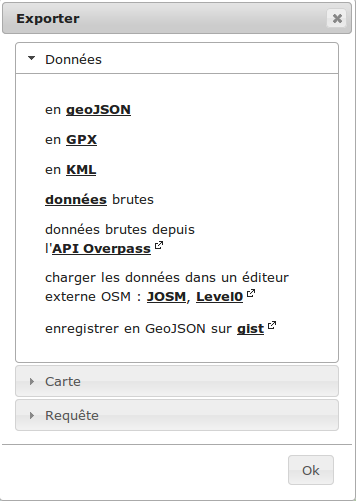 Exporter
Données
en geoJSON
en GPX
en KML
données brutes
données brutes depuis
l'API Overpass
charger les données dans un éditeur
externe OSM : JOSM, Level0
enregistrer en GeoJSON sur gist
Carte
Requête
Ok